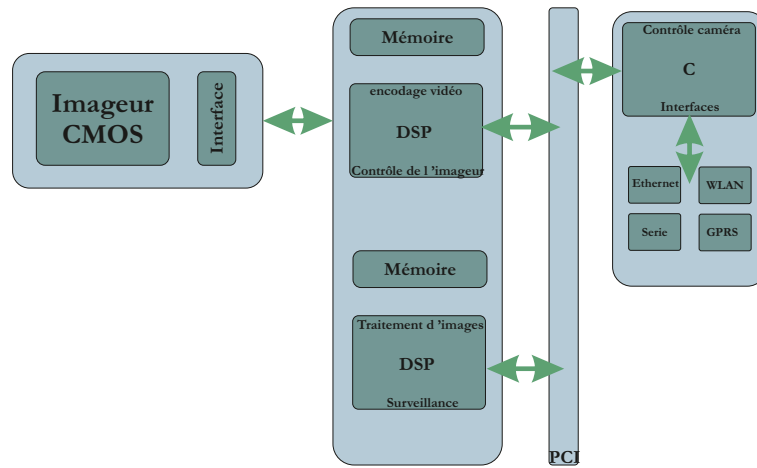 Imageur
CMOS
Interface
Mémoire
encodage vidéo
DSP
Contrôle de l 'imageur
Mémoire
Traitement d 'images
DSP
Surveillance
PCI
Contrôle caméra
C
Interfaces
Ethernet
WLAN
Serie
GPRS